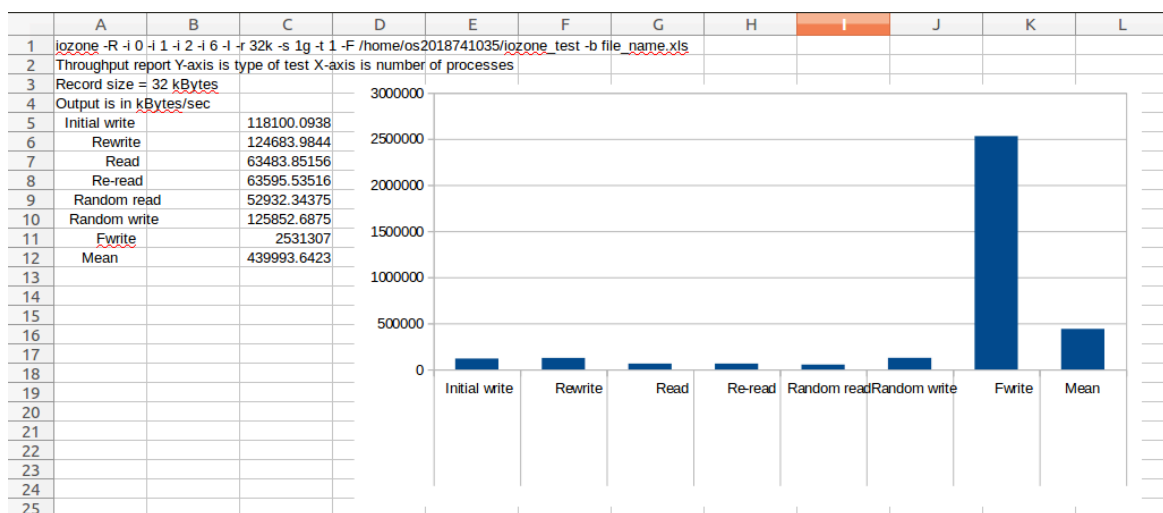 A B C D E F G H I J K L
1 iozone -R -i 0 -i 1 -i 2 -i 6 -I -r 32k -s 1g -t 1 -F /home/os2018741035/iozone_test -b file_name.xls
2 Throughput report Y-axis is type of test X-axis is number of processes
3 Record size = 32 kBytes
4 Output is in kBytes/sec
5 Initial write 118100.0938
6 Rewrite 124683.9844
7 Read 63483.85156
8 Re-read 63595.53516
9 Random read 52932.34375
10 Random write 125852.6875
11 Fwrite 2531307
12 Mean 439993.6423
13
14
15
16
17
18
19
20
21
22
23
24
25
3000000
2500000
2000000
1500000
1000000
500000
0
Initial write Rewrite Read Re-read Random read Random write Fwrite Mean